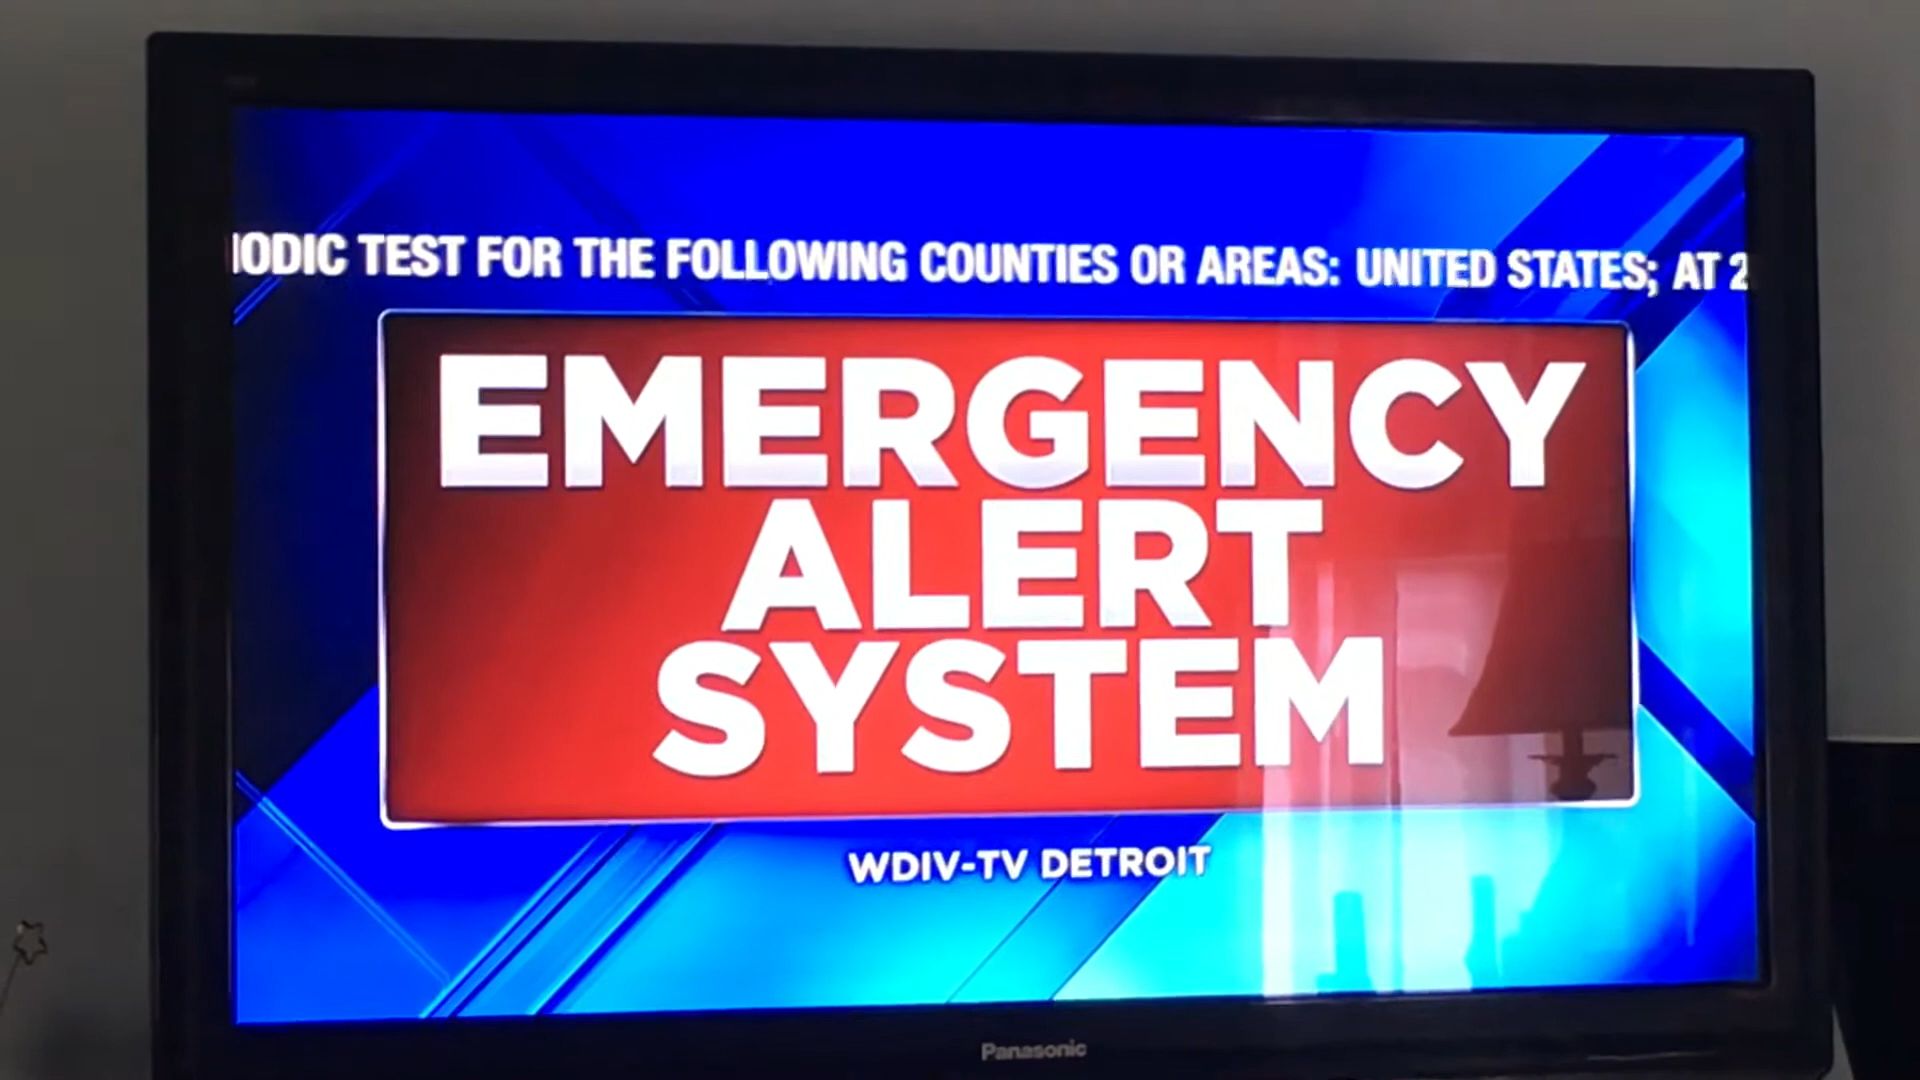 IODIC TEST FOR THE FOLLOWING COUNTIES OR AREAS: UNITED STATES; AT 2
EMERGENCY
ALERT
SYSTEM
WDIV-TV DETROIT
Panasonic